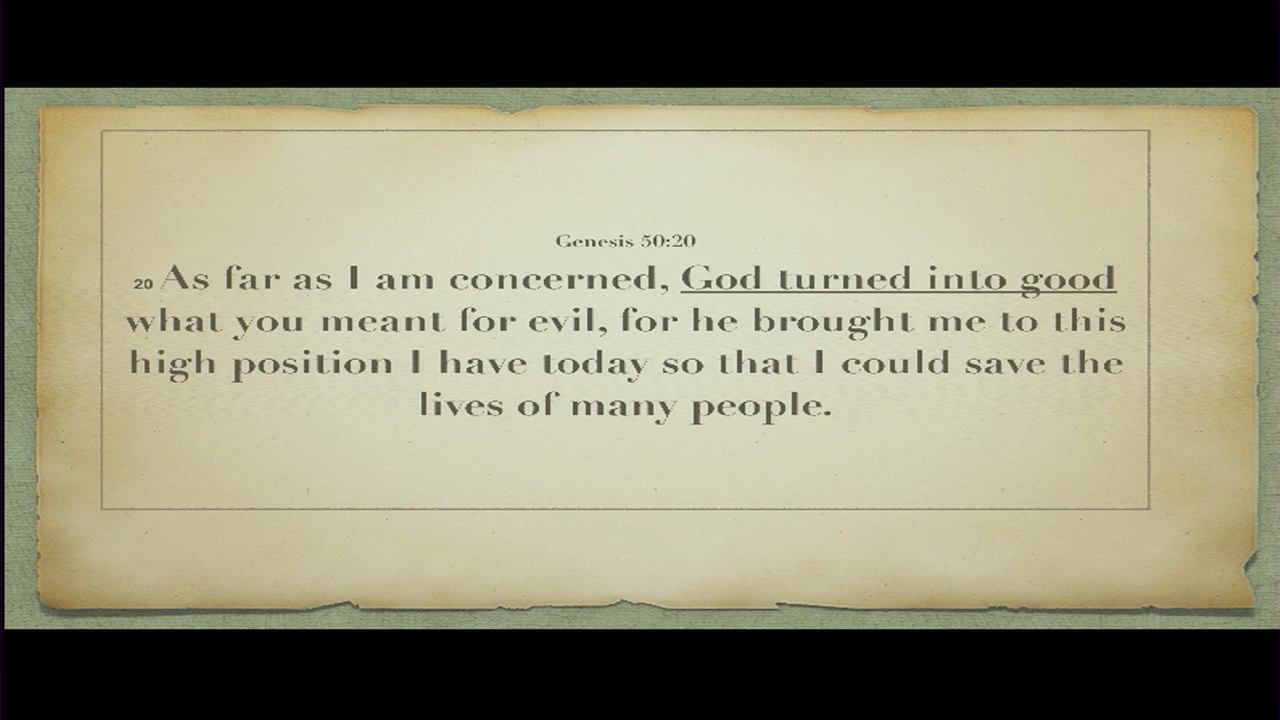 Genesis 50:20
20 As far as I am concerned, God turned into good
what you meant for evil, for he brought me to this
high position I have today so that I could save the
lives of many people.